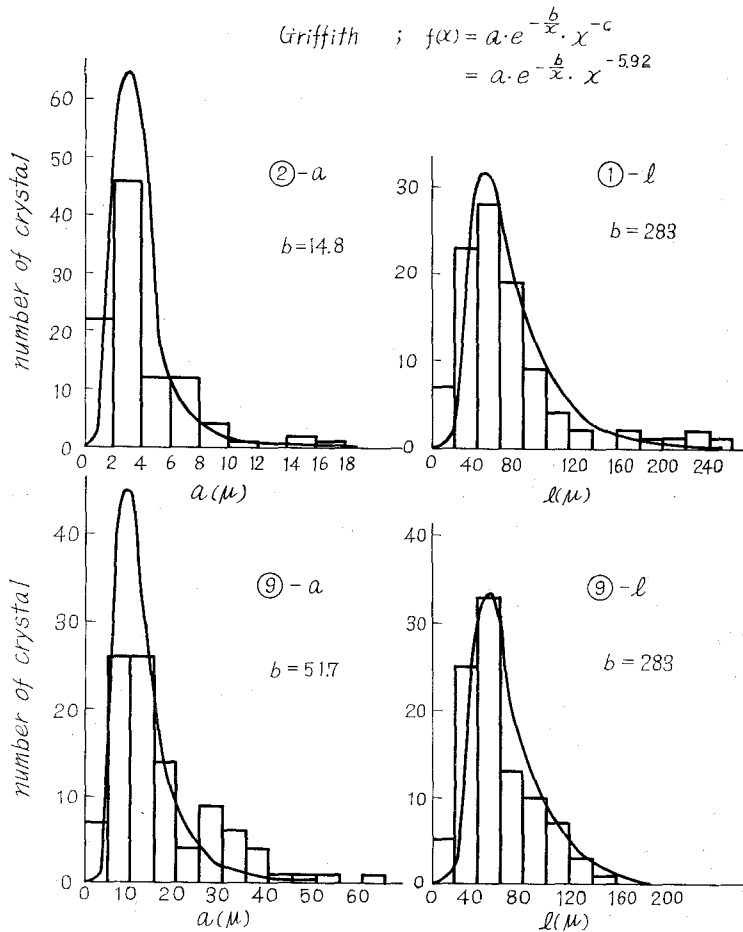 Griffith ; f(x) = a·e^{-b/x}·x^{-c}
= a·e^{-b/x}·x^{-5.92}
number of crystal
60
50
40
30
20
10
0
②-a
b=14.8
0 2 4 6 8 10 12 14 16 18
a(μ)
30
20
10
0
①-l
b=283
0 40 80 120 160 200 240
l(μ)
number of crystal
40
30
20
10
0
⑨-a
b=51.7
0 10 20 30 40 50 60
a(μ)
40
30
20
10
0
⑨-l
b=283
0 40 80 120 160 200
l(μ)